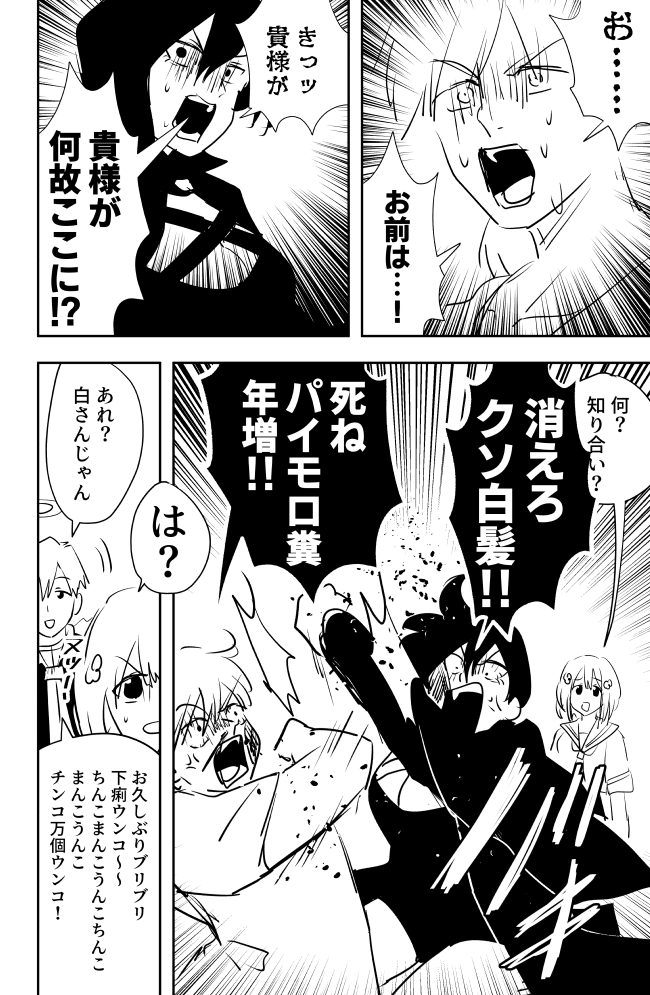 お……
お前は…！
きっッ
貴様が
貴様が
何故ここに!?
何？
知り合い？
消えろ
クソ白髪!!
死ね
パイモロ糞
年増!!
は？
あれ？
白さんじゃん
ヌッ！
お久しぶりブリブリ
下痢ウンコ～～
ちんこまんこうんこちんこ
まんこうんこ
チンコ万個ウンコ！